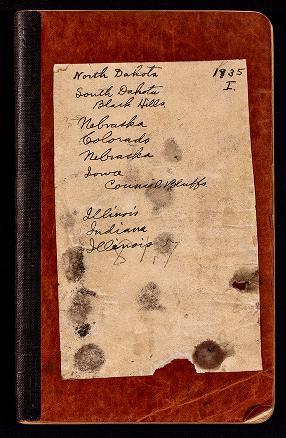 North Dakota 1935
South Dakota I.
Black Hills
Nebraska
Colorado
Nebraska
Iowa
Council Bluffs
Illinois
Indiana
Illinois